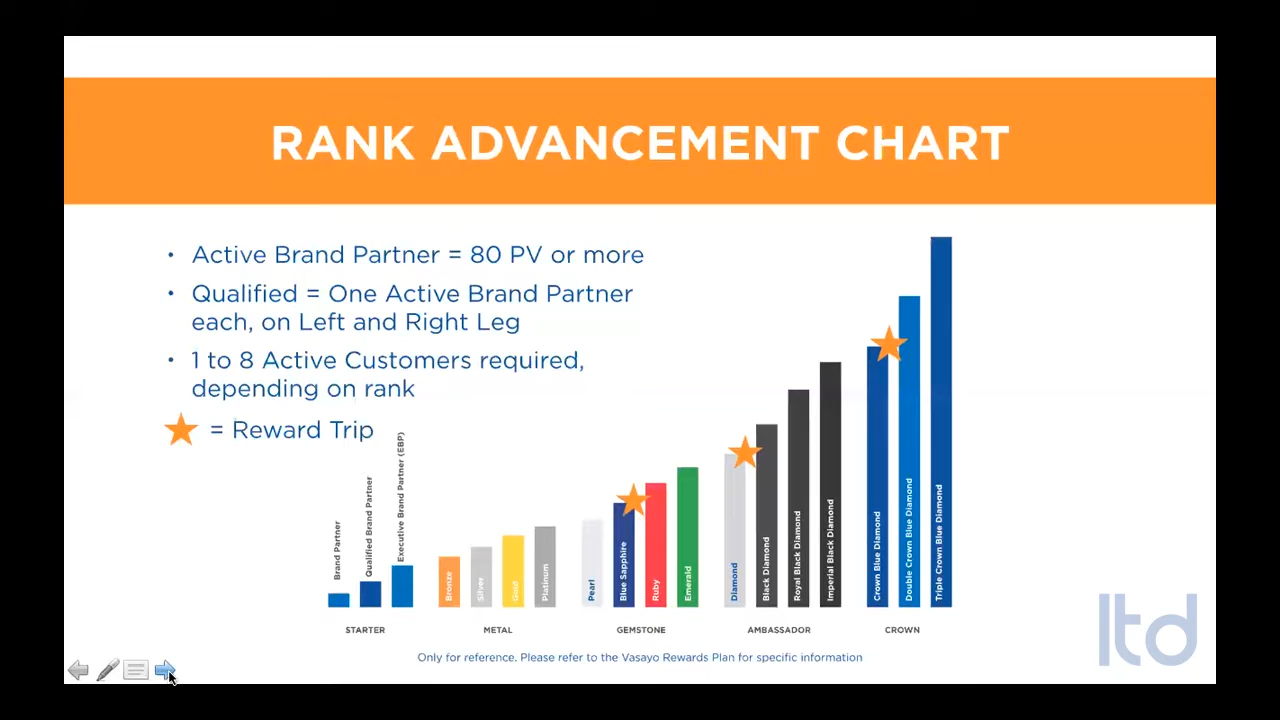 RANK ADVANCEMENT CHART
• Active Brand Partner = 80 PV or more
• Qualified = One Active Brand Partner
each, on Left and Right Leg
• 1 to 8 Active Customers required,
depending on rank
= Reward Trip
Brand Partner
Qualified Brand Partner
Executive Brand Partner (EBP)
Bronze
Silver
Gold
Platinum
Pearl
Blue Sapphire
Ruby
Emerald
Diamond
Black Diamond
Royal Black Diamond
Imperial Black Diamond
Crown Blue Diamond
Double Crown Blue Diamond
Triple Crown Blue Diamond
STARTER
METAL
GEMSTONE
AMBASSADOR
CROWN
Only for reference. Please refer to the Vasayo Rewards Plan for specific information
ltd